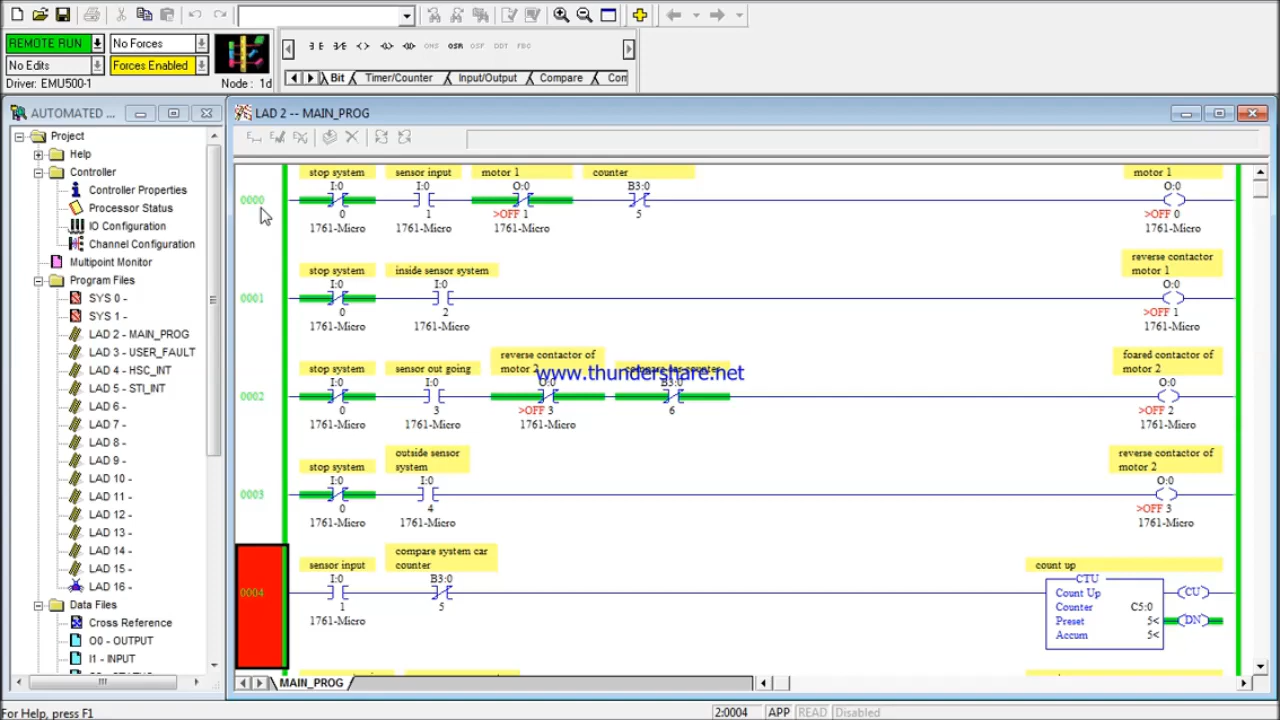 REMOTE RUN No Forces
No Edits Forces Enabled
Driver: EMU500-1 Node : 1d
ONS OSR OSF DDT FBC
Bit Timer/Counter Input/Output Compare Con
AUTOMATED ...
Project
Help
Controller
Controller Properties
Processor Status
IO Configuration
Channel Configuration
Multipoint Monitor
Program Files
SYS 0 -
SYS 1 -
LAD 2 - MAIN_PROG
LAD 3 - USER_FAULT
LAD 4 - HSC_INT
LAD 5 - STI_INT
LAD 6 -
LAD 7 -
LAD 8 -
LAD 9 -
LAD 10 -
LAD 11 -
LAD 12 -
LAD 13 -
LAD 14 -
LAD 15 -
LAD 16 -
Data Files
Cross Reference
O0 - OUTPUT
I1 - INPUT
LAD 2 -- MAIN_PROG
stop system sensor input motor 1 counter motor 1
I:0 I:0 O:0 B3:0 O:0
0000
0 1 >OFF 1 5 >OFF 0
1761-Micro 1761-Micro 1761-Micro 1761-Micro
reverse contactor
stop system inside sensor system motor 1
I:0 I:0 O:0
0001
0 2 >OFF 1
1761-Micro 1761-Micro 1761-Micro
reverse contactor of foared contactor of
stop system sensor out going motor 2 motor 2
www.thundershare.net
I:0 I:0 O:0 B3:0 O:0
0002
0 3 >OFF 3 6 >OFF 2
1761-Micro 1761-Micro 1761-Micro 1761-Micro
outside sensor reverse contactor of
stop system system motor 2
I:0 I:0 O:0
0003
0 4 >OFF 3
1761-Micro 1761-Micro 1761-Micro
compare system car
sensor input counter count up
I:0 B3:0 CTU
0004 Count Up CU
1 5 Counter C5:0
1761-Micro Preset 5< DN
Accum 5<
MAIN_PROG
For Help, press F1 2:0004 APP READ Disabled